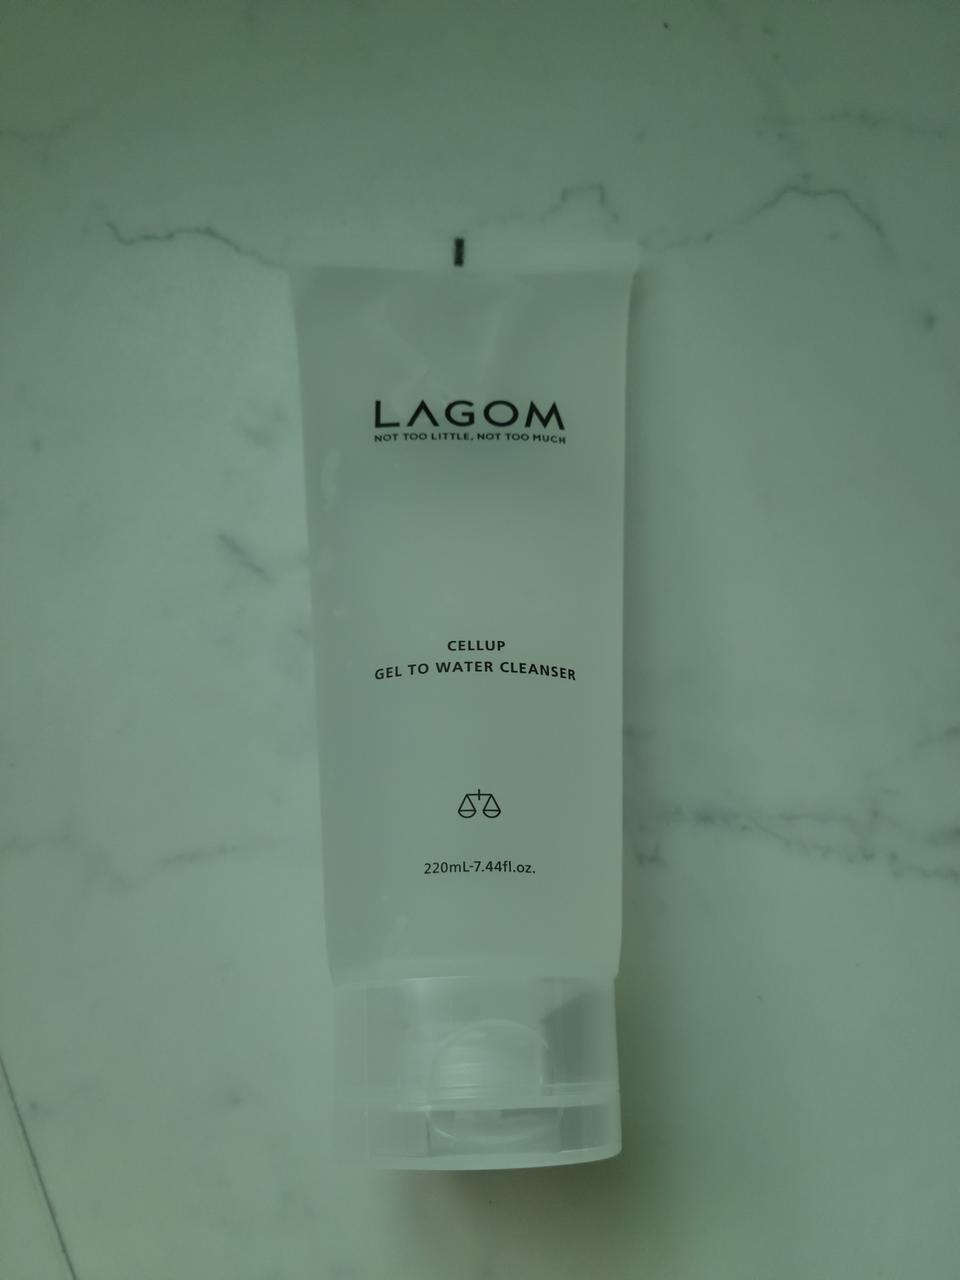 LAGOM
NOT TOO LITTLE, NOT TOO MUCH
CELLUP
GEL TO WATER CLEANSER
220mL-7.44fl.oz.